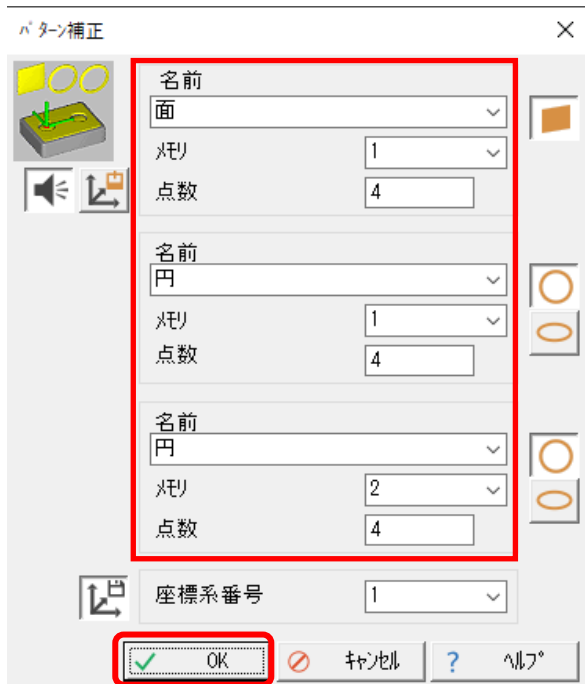 パターン補正
名前
面
メモリ 1
点数 4
名前
円
メモリ 1
点数 4
名前
円
メモリ 2
点数 4
座標系番号 1
OK キャンセル ? ヘルプ